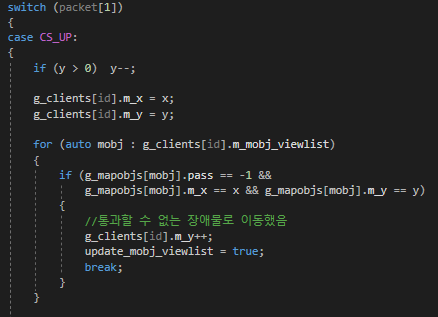 switch (packet[1])
{
case CS_UP:
{
if (y > 0) y--;
g_clients[id].m_x = x;
g_clients[id].m_y = y;
for (auto mobj : g_clients[id].m_mobj_viewlist)
{
if (g_mapobjs[mobj].pass == -1 &&
g_mapobjs[mobj].m_x == x && g_mapobjs[mobj].m_y == y)
{
//통과할 수 없는 장애물로 이동했음
g_clients[id].m_y++;
update_mobj_viewlist = true;
break;
}
}